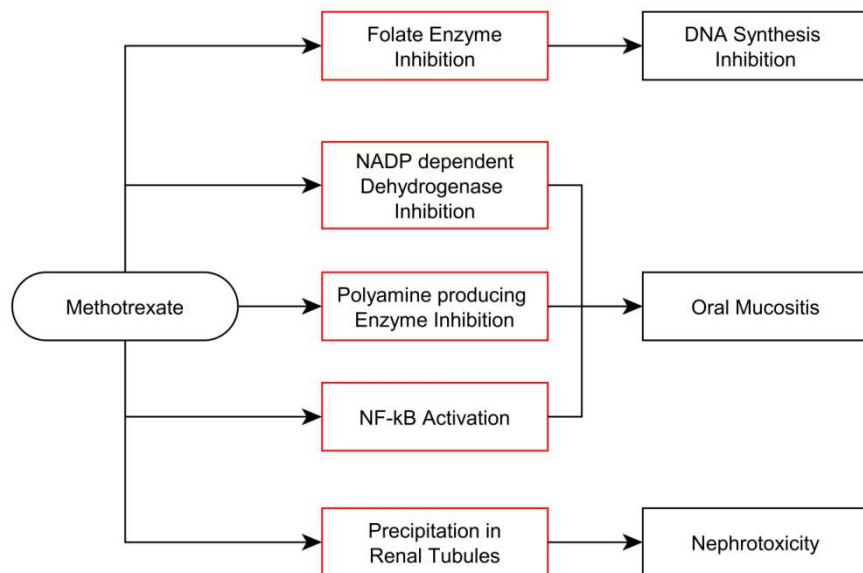 Folate Enzyme
Inhibition
DNA Synthesis
Inhibition
NADP dependent
Dehydrogenase
Inhibition
Methotrexate
Polyamine producing
Enzyme Inhibition
Oral Mucositis
NF-kB Activation
Precipitation in
Renal Tubules
Nephrotoxicity